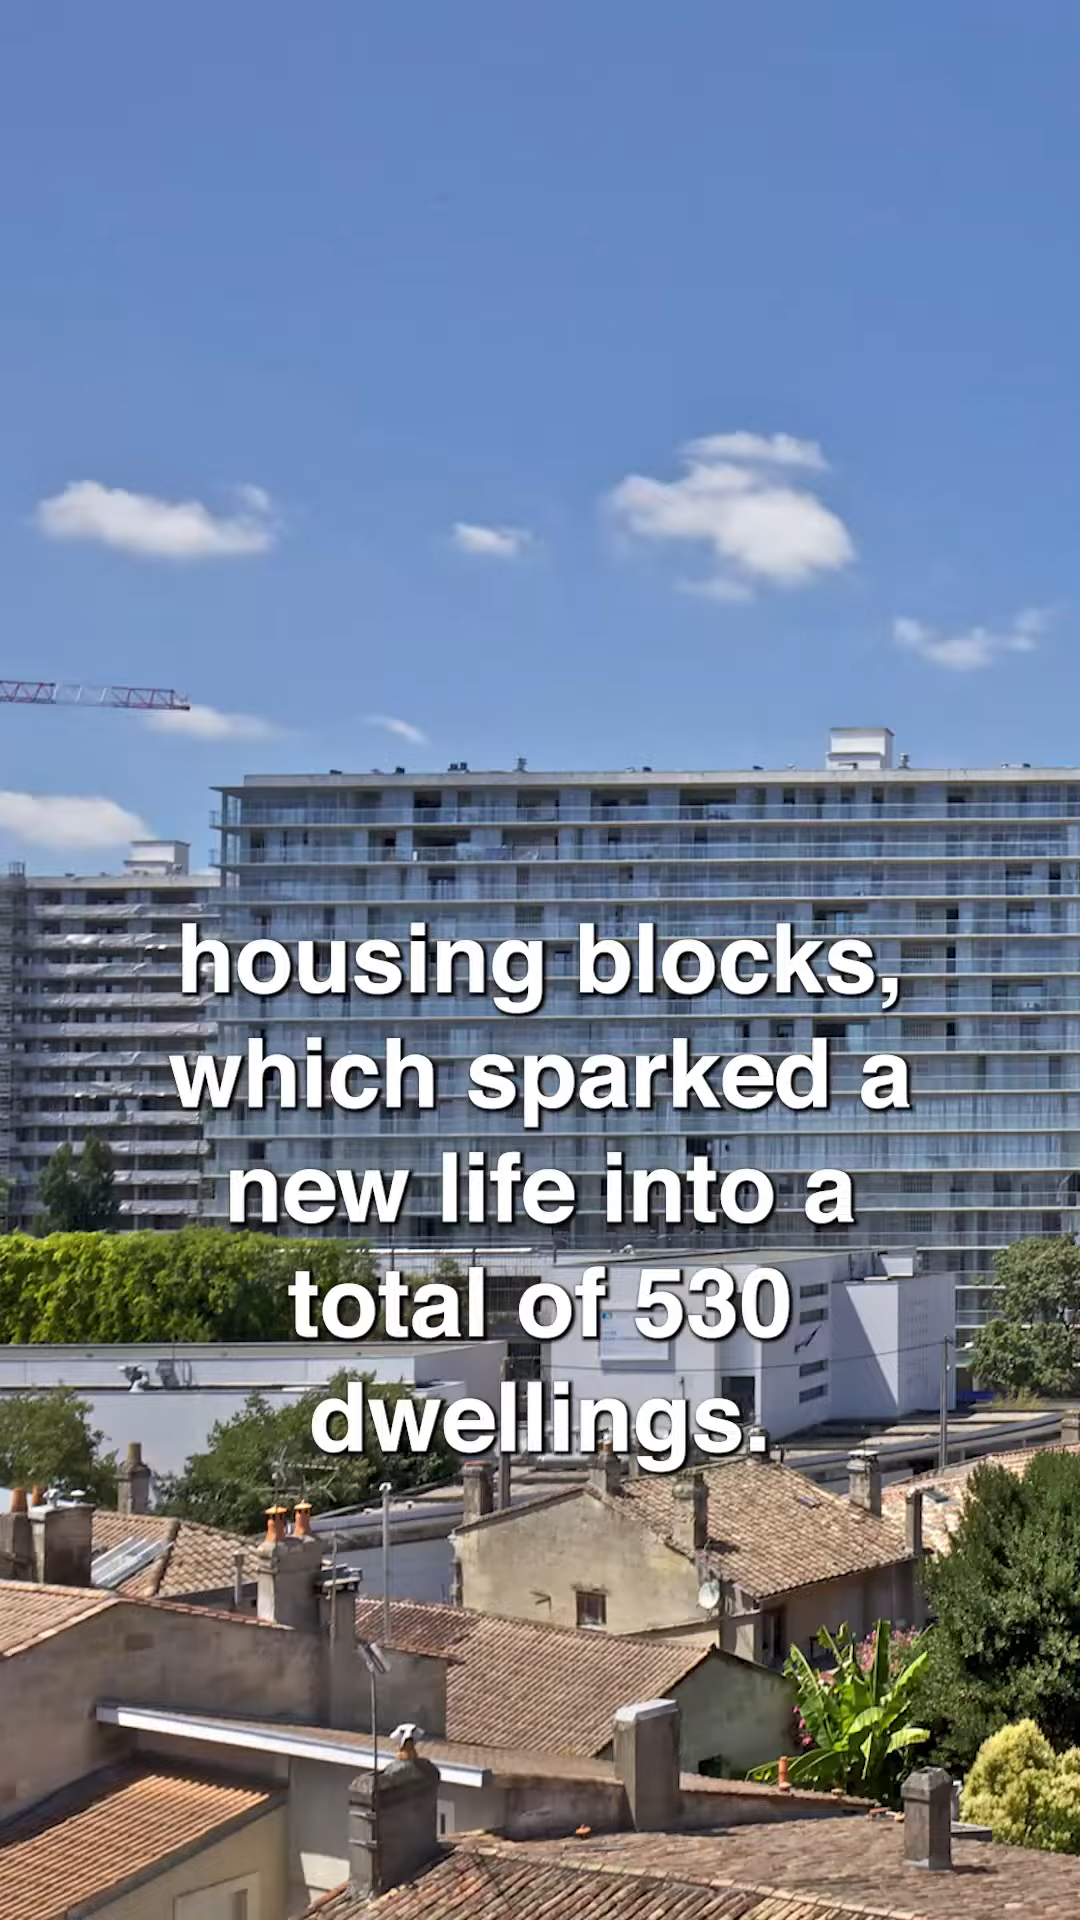 housing blocks,
which sparked a
new life into a
total of 530
dwellings.